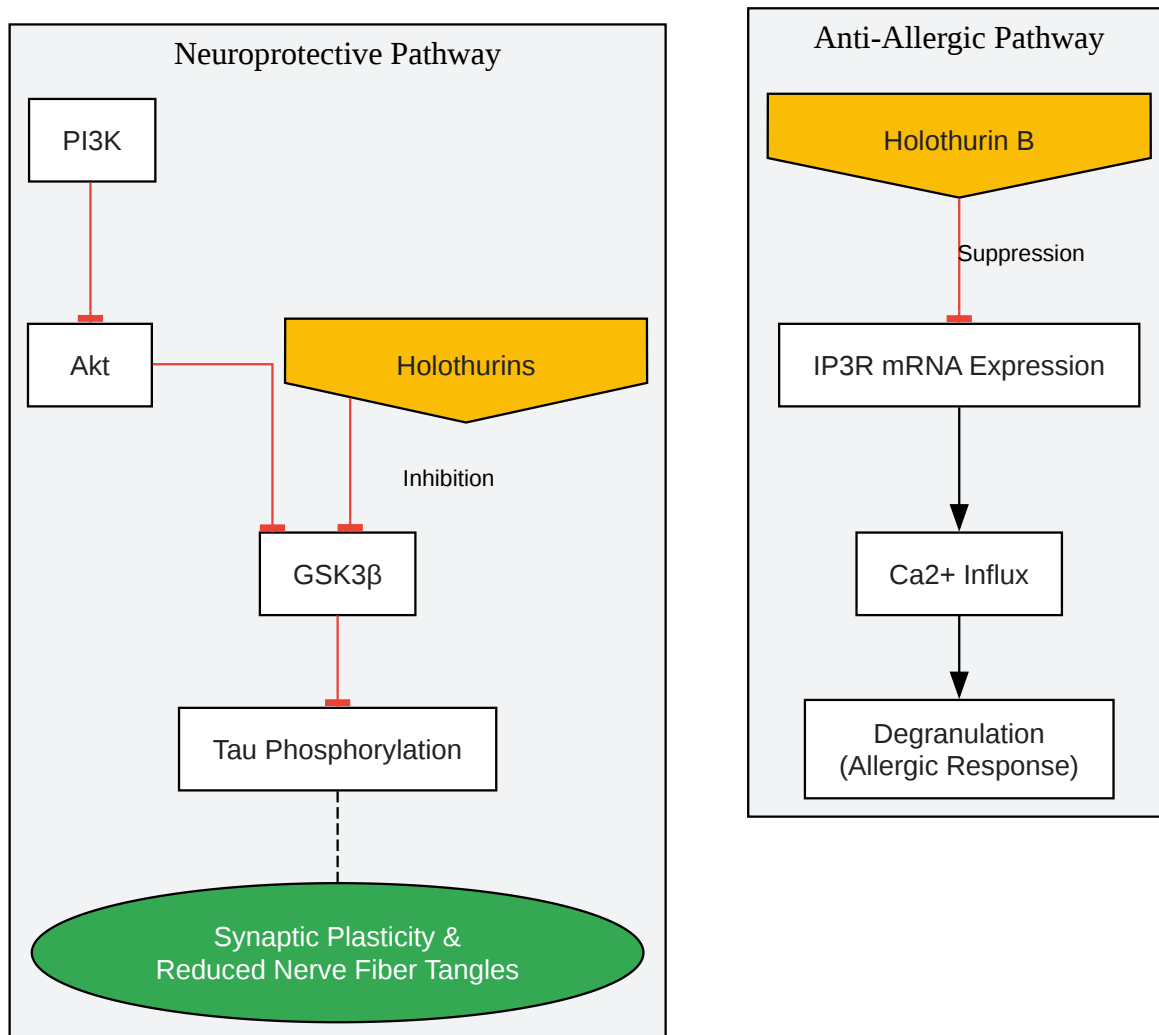 Neuroprotective Pathway
PI3K
Akt
Holothurins
Inhibition
GSK3β
Tau Phosphorylation
Synaptic Plasticity &
Reduced Nerve Fiber Tangles
Anti-Allergic Pathway
Holothurin B
Suppression
IP3R mRNA Expression
Ca2+ Influx
Degranulation
(Allergic Response)